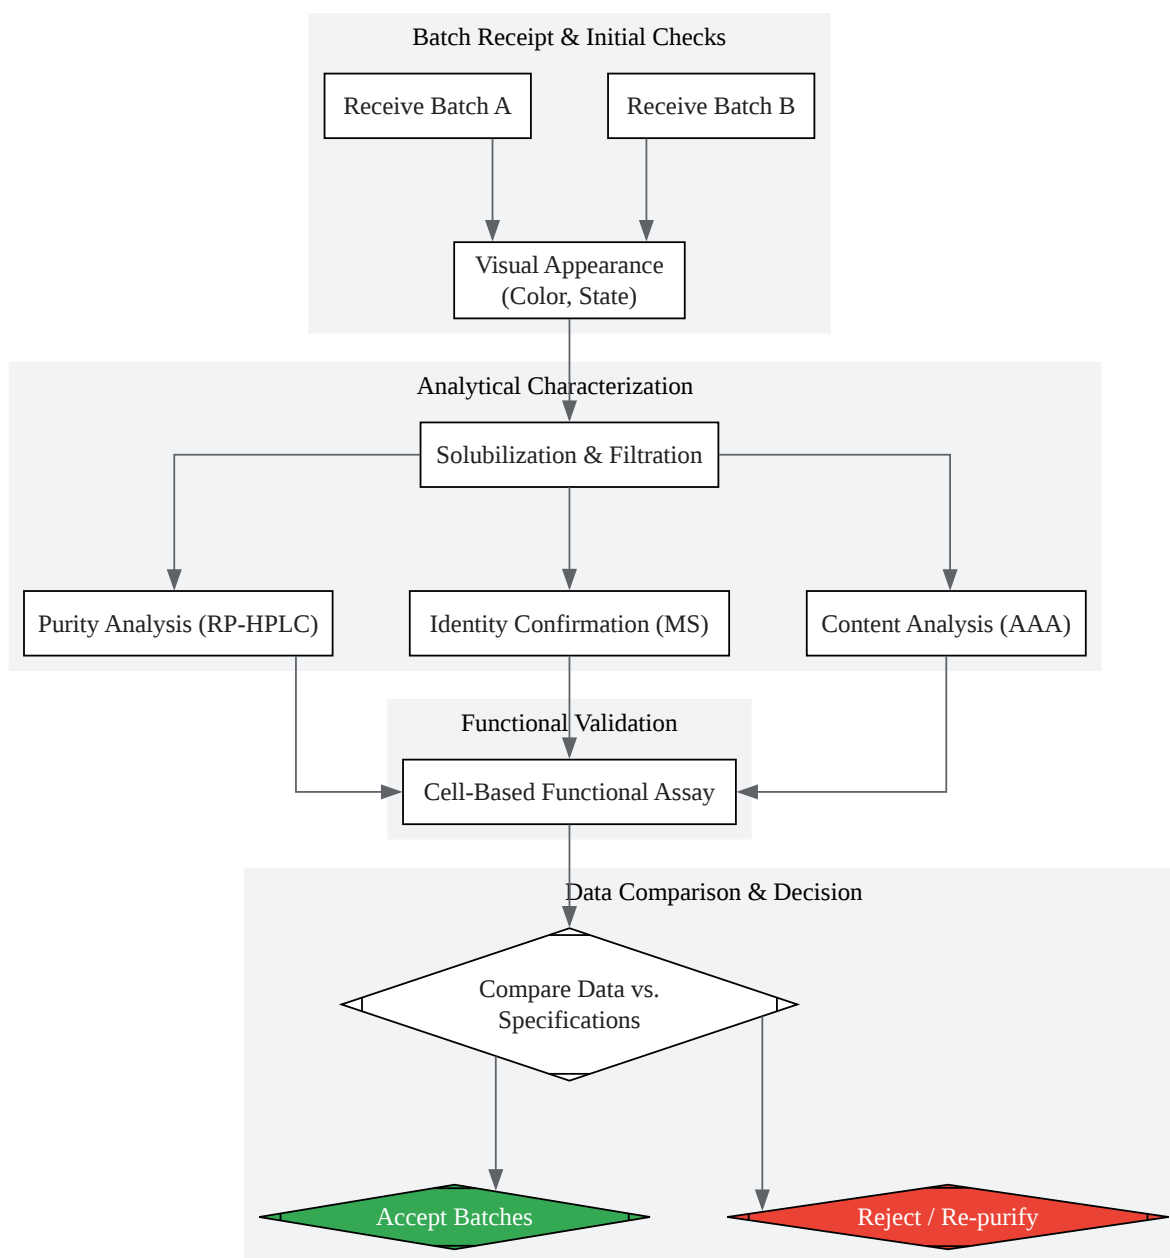 Batch Receipt & Initial Checks
Receive Batch A
Receive Batch B
Visual Appearance
(Color, State)
Analytical Characterization
Solubilization & Filtration
Purity Analysis (RP-HPLC)
Identity Confirmation (MS)
Content Analysis (AAA)
Functional Validation
Cell-Based Functional Assay
Data Comparison & Decision
Compare Data vs.
Specifications
Accept Batches
Reject / Re-purify